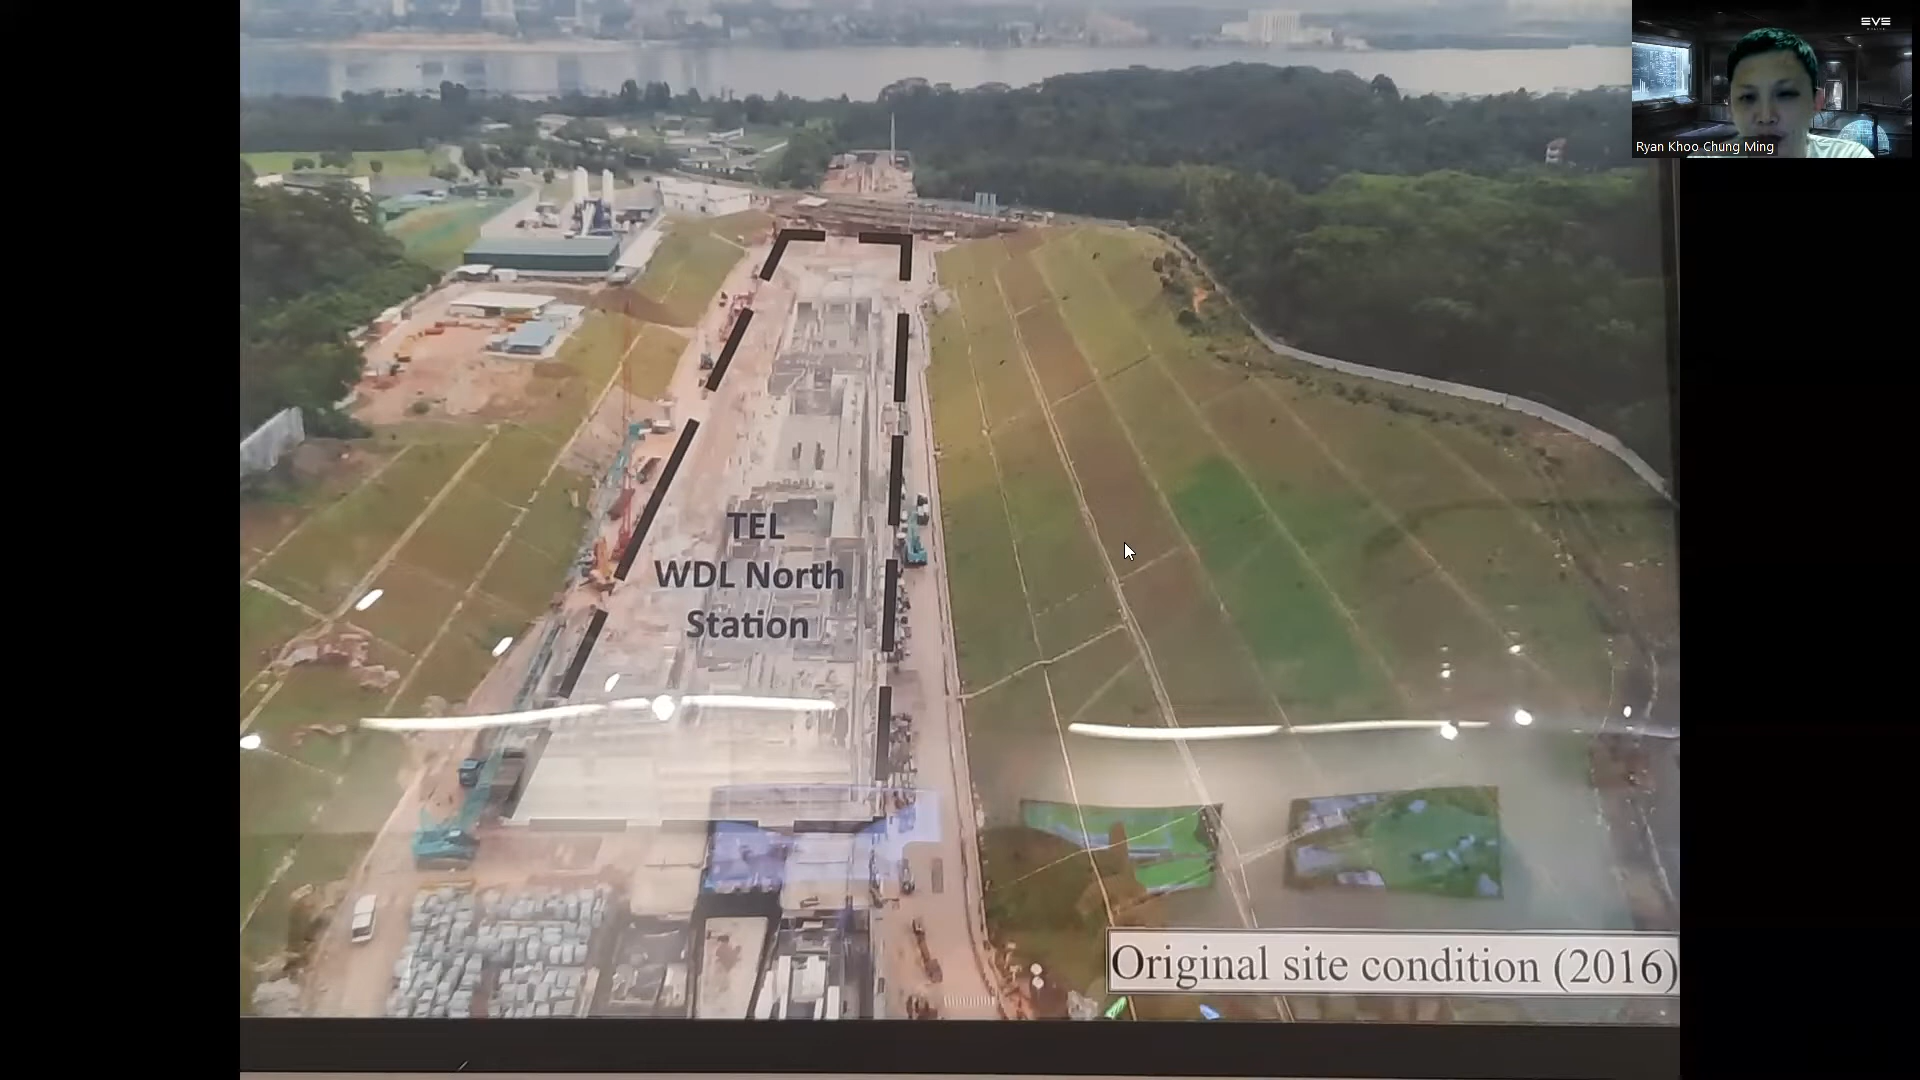 EVE
Ryan Khoo Chung Ming
TEL
WDL North
Station
Original site condition (2016)